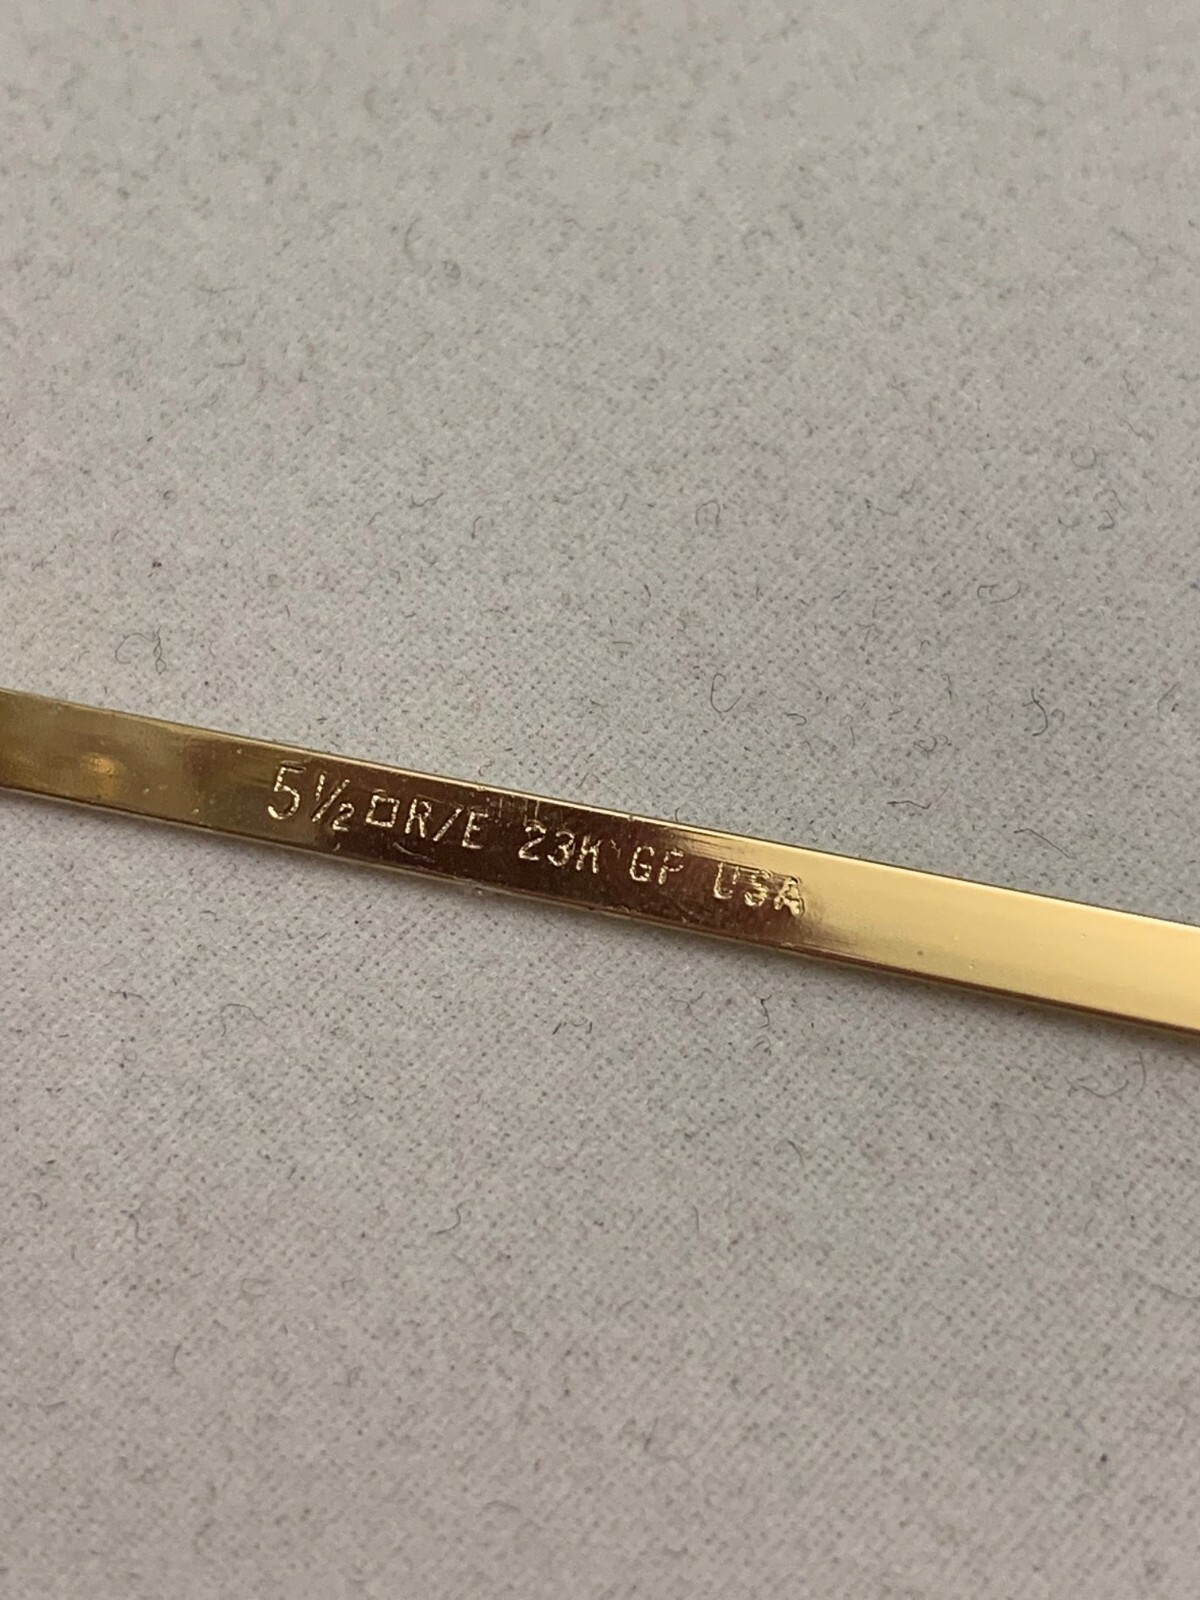 5½ □ R/E 23K GP USA